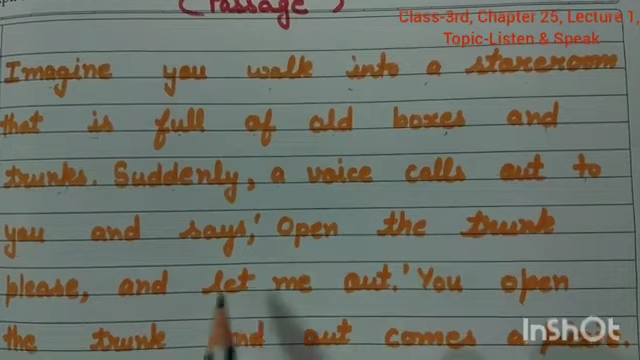 (Passage)
Class-3rd, Chapter 25, Lecture 1,
Topic-Listen & Speak
Imagine you walk into a storeroom
that is full of old boxes and
trunks. Suddenly, a voice calls out to
you and says, 'Open the trunk
please, and let me out.' You open
the trunk and out comes
InShOt